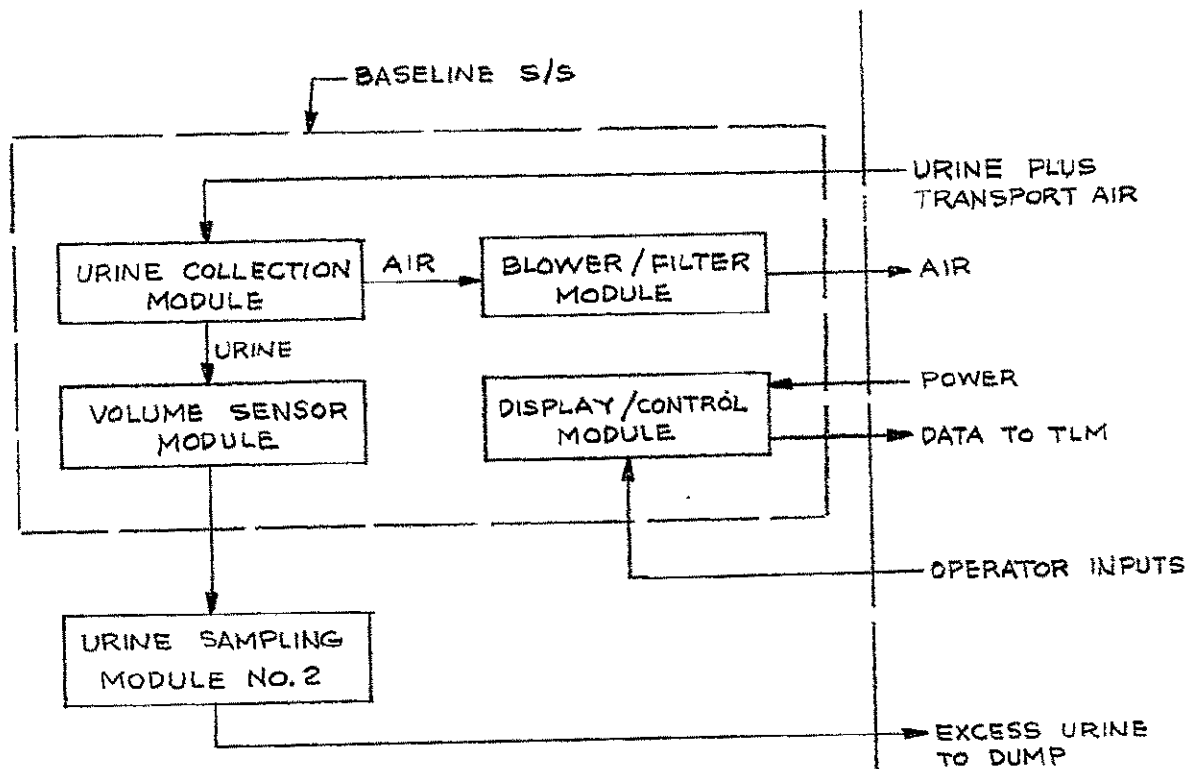 BASELINE S/S
URINE PLUS
TRANSPORT AIR
URINE COLLECTION
MODULE
AIR
BLOWER / FILTER
MODULE
AIR
URINE
VOLUME SENSOR
MODULE
DISPLAY / CONTROL
MODULE
POWER
DATA TO TLM
OPERATOR INPUTS
URINE SAMPLING
MODULE NO. 2
EXCESS URINE
TO DUMP